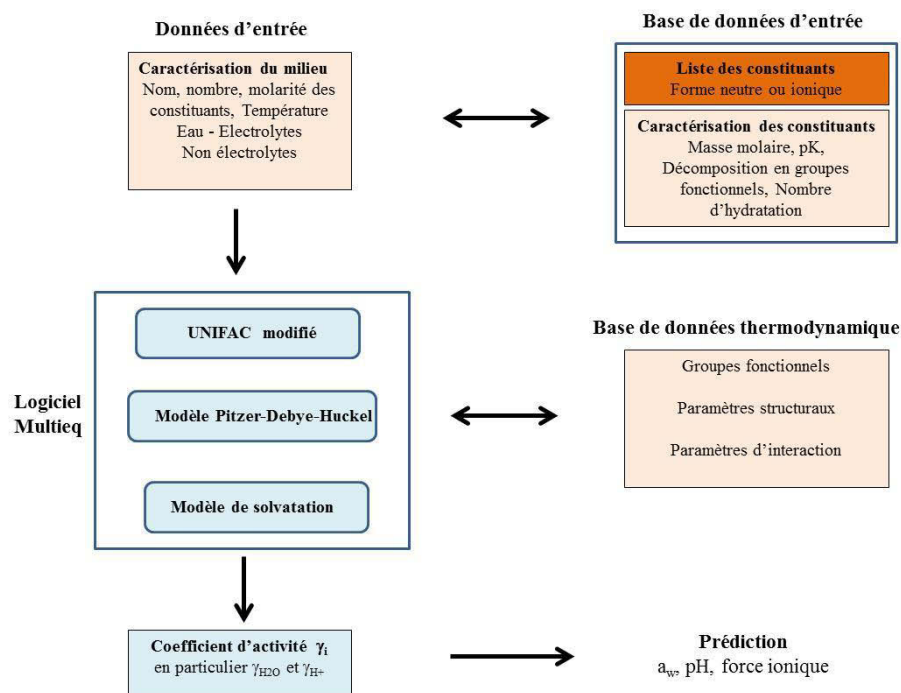 Données d'entrée
Caractérisation du milieu
Nom, nombre, molarité des
constituants, Température
Eau - Electrolytes
Non électrolytes
Base de données d'entrée
Liste des constituants
Forme neutre ou ionique
Caractérisation des constituants
Masse molaire, pK,
Décomposition en groupes
fonctionnels, Nombre
d'hydratation
Logiciel
Multieq
UNIFAC modifié
Modèle Pitzer-Debye-Huckel
Modèle de solvatation
Base de données thermodynamique
Groupes fonctionnels
Paramètres structuraux
Paramètres d'interaction
Coefficient d'activité γi
en particulier γH2O et γH+
Prédiction
aw, pH, force ionique